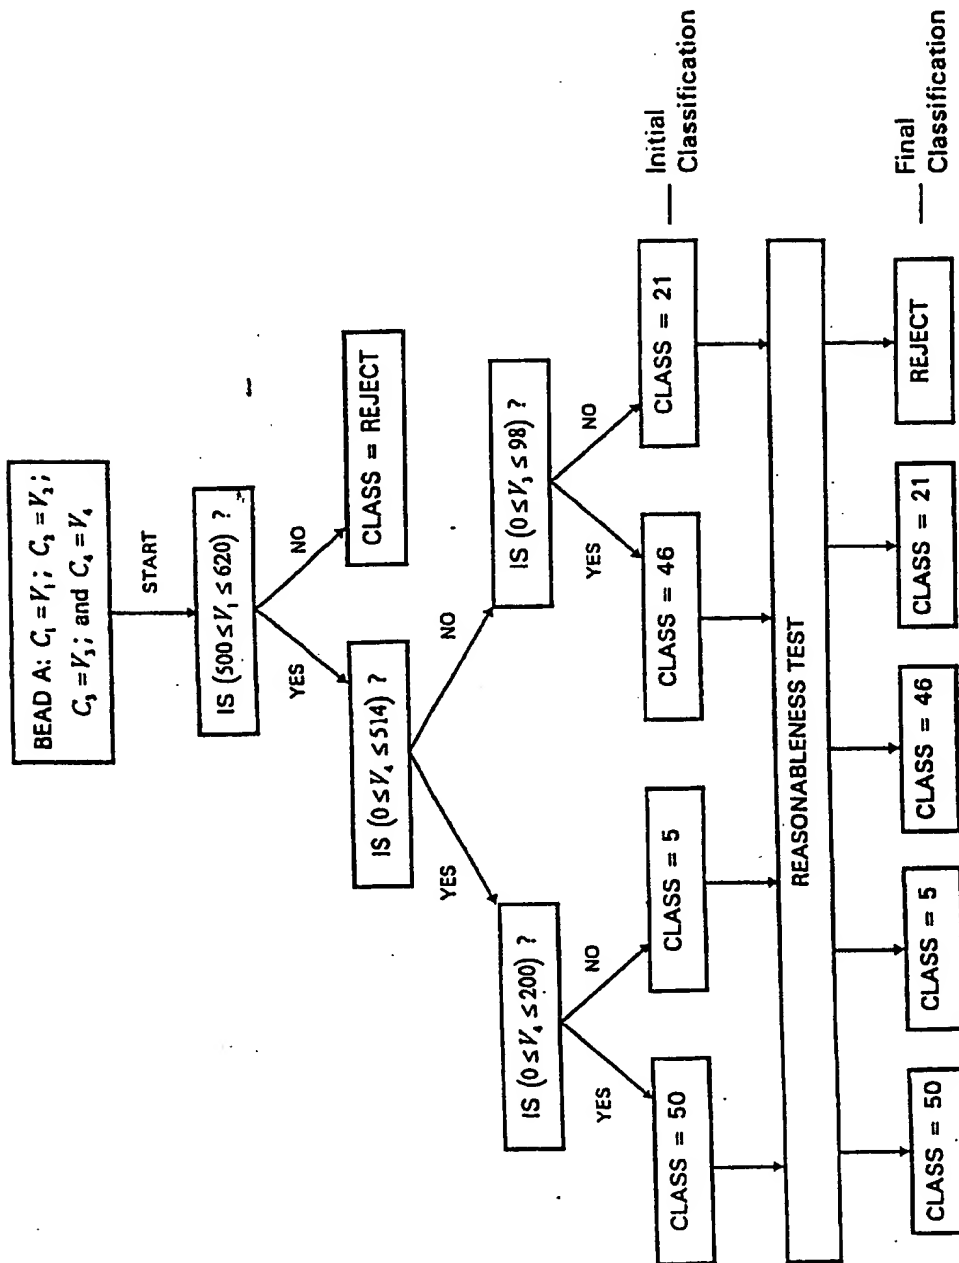 BEAD A: C₁ = V₁; C₂ = V₂;
C₃ = V₃; and C₄ = V₄
START
IS (500 ≤ V₁ ≤ 620) ?
YES
NO
IS (0 ≤ V₄ ≤ 514) ?
CLASS = REJECT
YES
NO
IS (0 ≤ V₄ ≤ 200) ?
IS (0 ≤ V₃ ≤ 98) ?
YES
NO
YES
NO
CLASS = 50
CLASS = 5
CLASS = 46
CLASS = 21
Initial
Classification
REASONABLENESS TEST
CLASS = 50
CLASS = 5
CLASS = 46
CLASS = 21
REJECT
Final
Classification